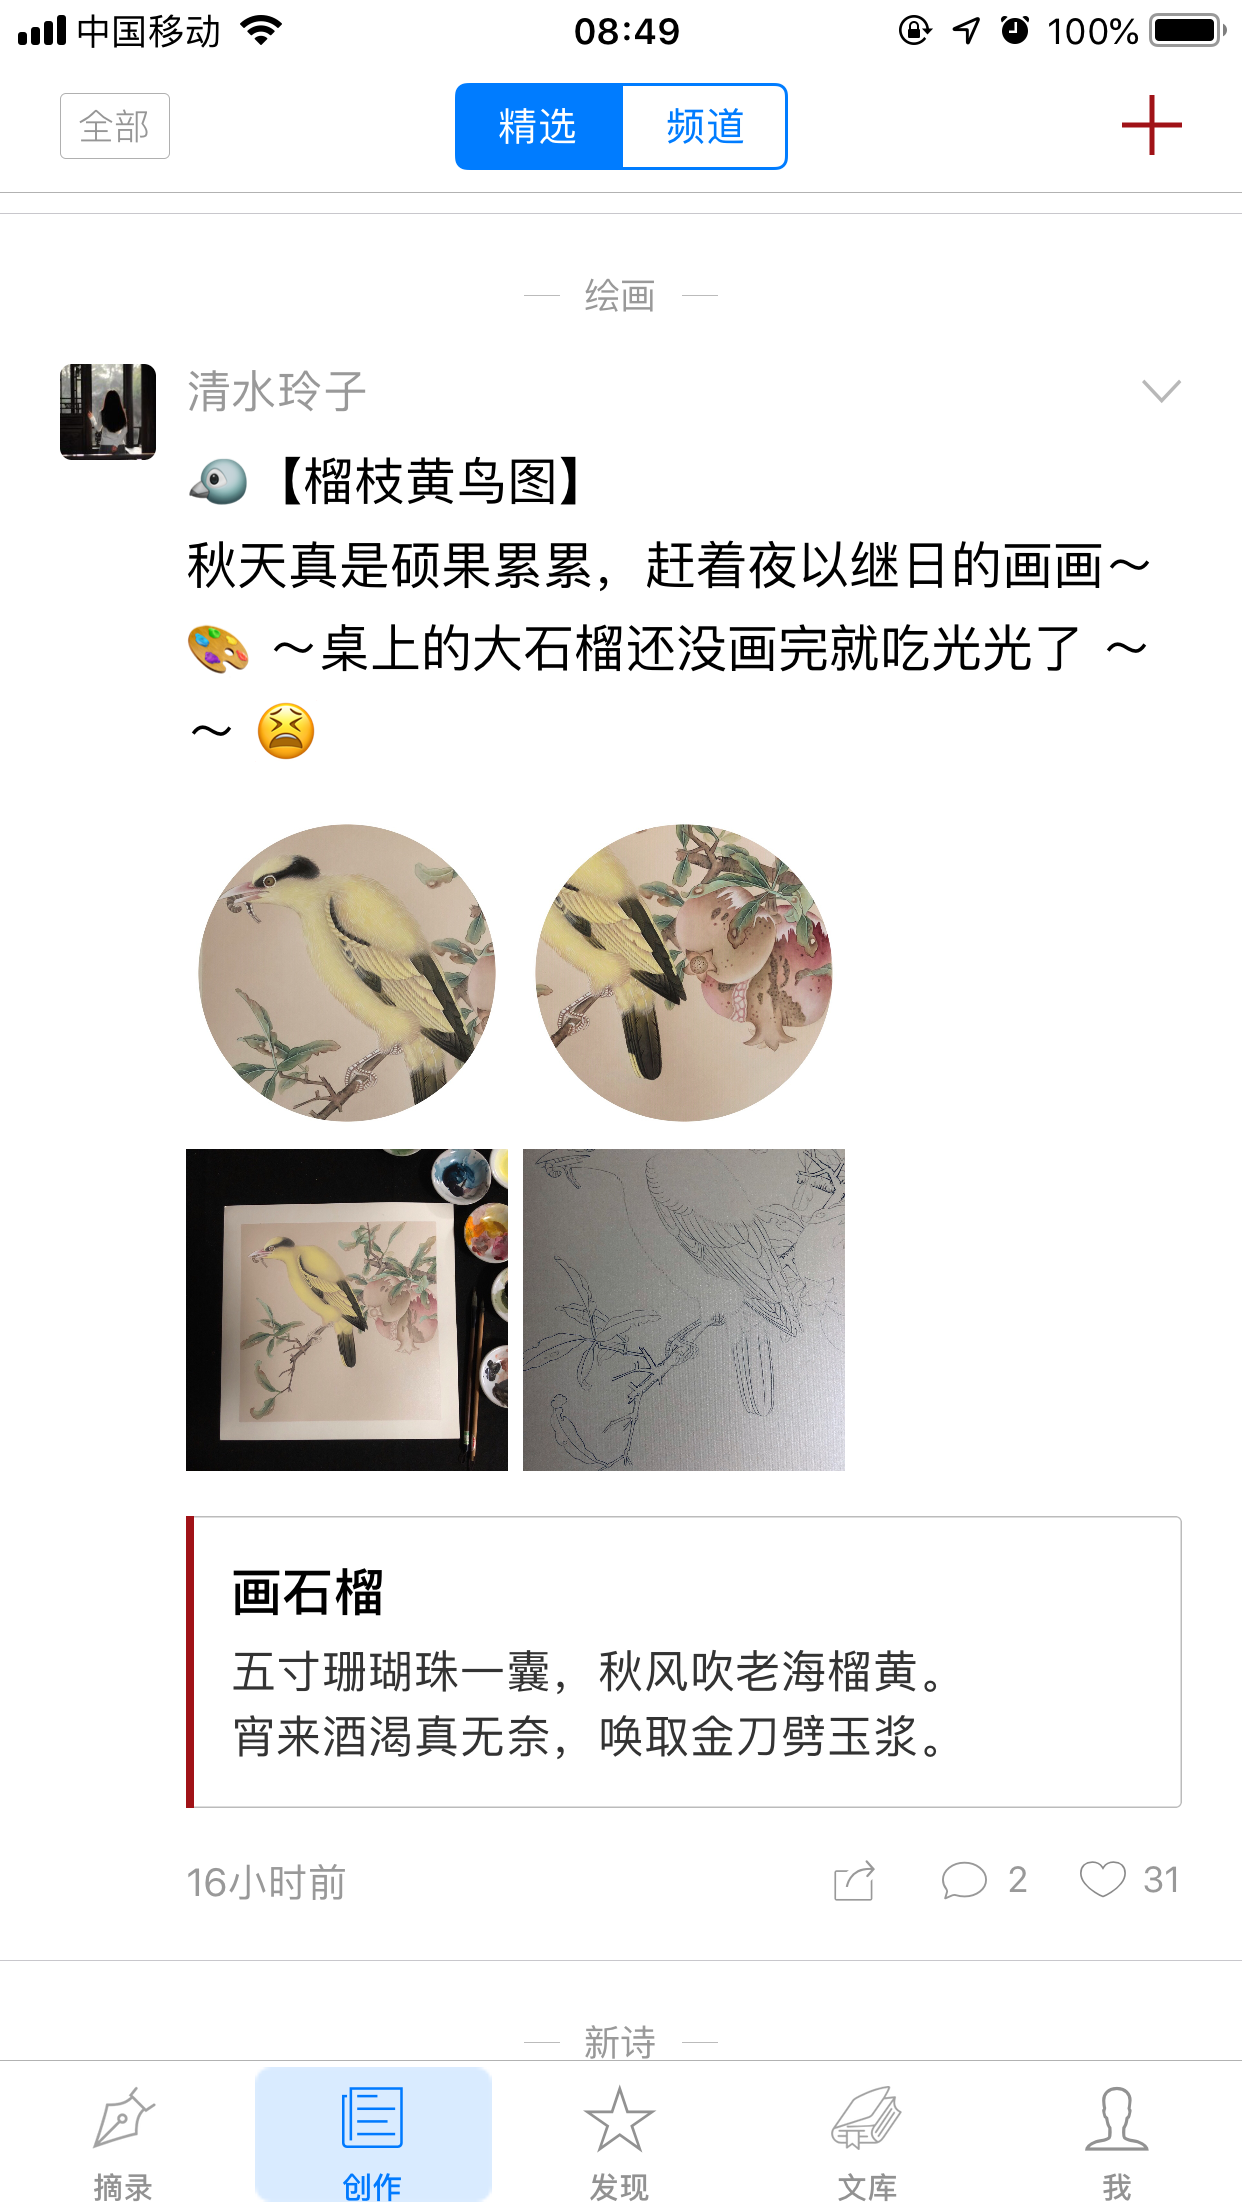 中国移动 08:49 100%
全部 精选 频道
绘画
清水玲子
【榴枝黄鸟图】
秋天真是硕果累累，赶着夜以继日的画画～
～桌上的大石榴还没画完就吃光光了 ～
～
画石榴
五寸珊瑚珠一囊，秋风吹老海榴黄。
宵来酒渴真无奈，唤取金刀劈玉浆。
16小时前 2 31
新诗
摘录 创作 发现 文库 我